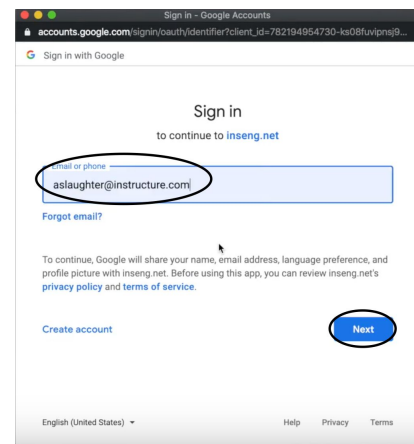 Sign in - Google Accounts
accounts.google.com/signin/oauth/identifier?client_id=782194954730-ks08fuvipnsj9...
Sign in with Google
Sign in
to continue to inseng.net
Email or phone
aslaughter@instructure.com
Forgot email?
To continue, Google will share your name, email address, language preference, and
profile picture with inseng.net. Before using this app, you can review inseng.net's
privacy policy and terms of service.
Create account Next
English (United States) Help Privacy Terms